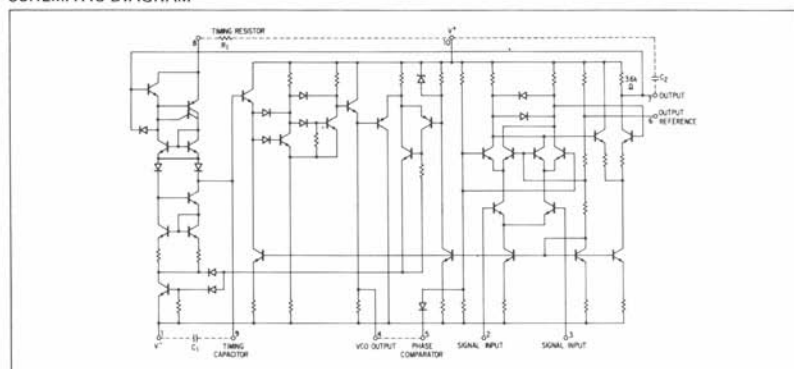 SCHEMATIC DIAGRAM
TIMING RESISTOR
8
R1
V+
10
C2
3.6k
Ω
7
OUTPUT
6
OUTPUT
REFERENCE
1
V-
C1
9
TIMING
CAPACITOR
4
VCO OUTPUT
5
PHASE
COMPARATOR
2
SIGNAL INPUT
3
SIGNAL INPUT